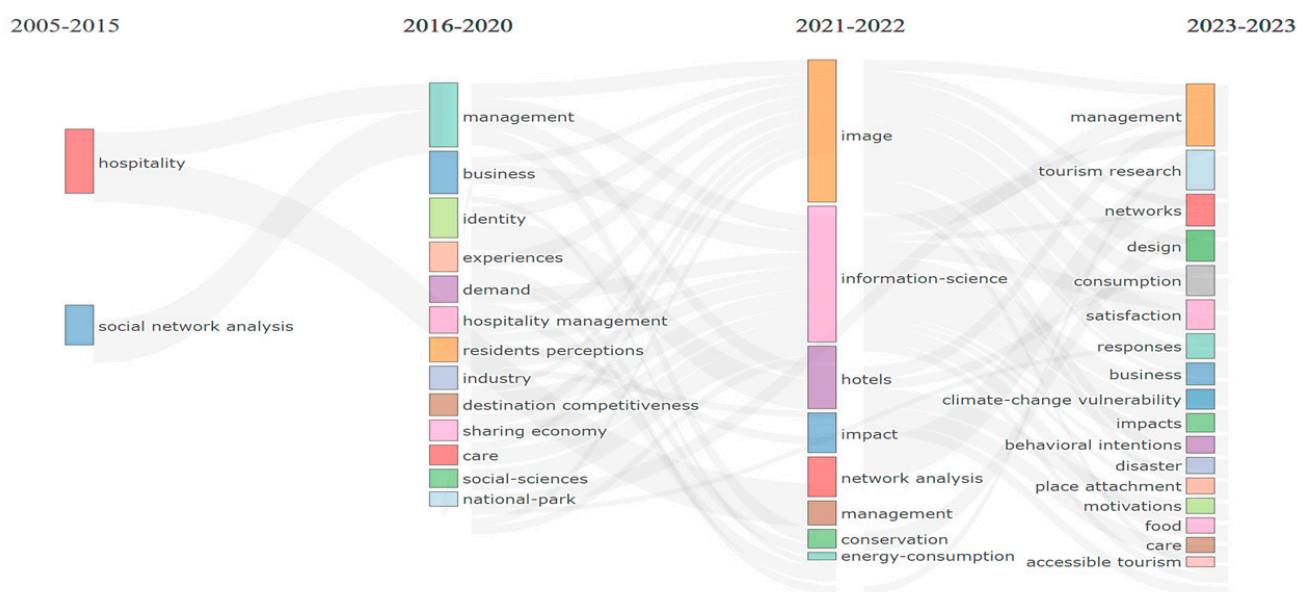 2005-2015
2016-2020
2021-2022
2023-2023
hospitality
social network analysis
management
business
identity
experiences
demand
hospitality management
residents perceptions
industry
destination competitiveness
sharing economy
care
social-sciences
national-park
image
information-science
hotels
impact
network analysis
management
conservation
energy-consumption
management
tourism research
networks
design
consumption
satisfaction
responses
business
climate-change vulnerability
impacts
behavioral intentions
disaster
place attachment
motivations
food
care
accessible tourism